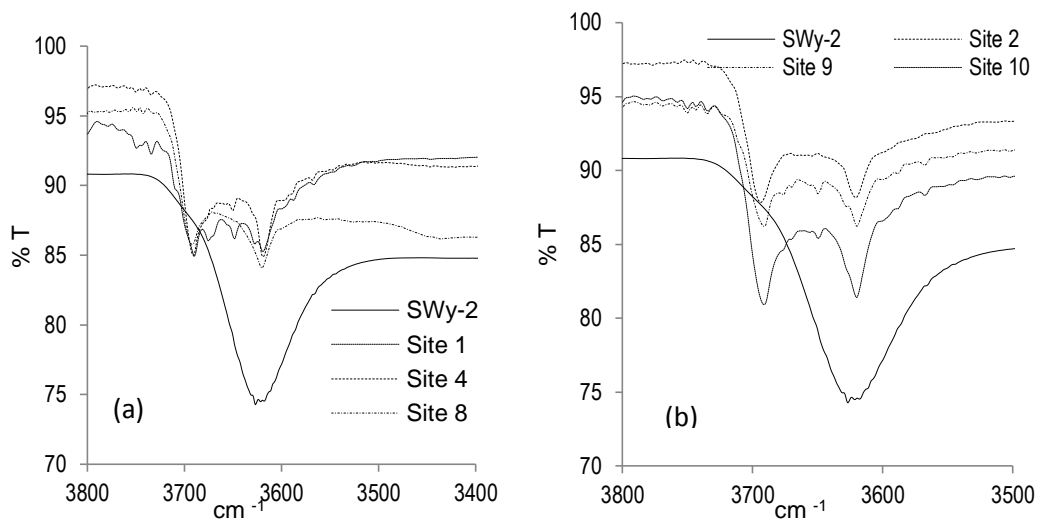 100
95
90
85
80
75
70
% T
3800 3700 3600 3500 3400
cm ⁻¹
SWy-2
Site 1
Site 4
Site 8
(a)
SWy-2 Site 2
Site 9 Site 10
100
95
90
85
80
75
70
% T
3800 3700 3600 3500
cm ⁻¹
(b)